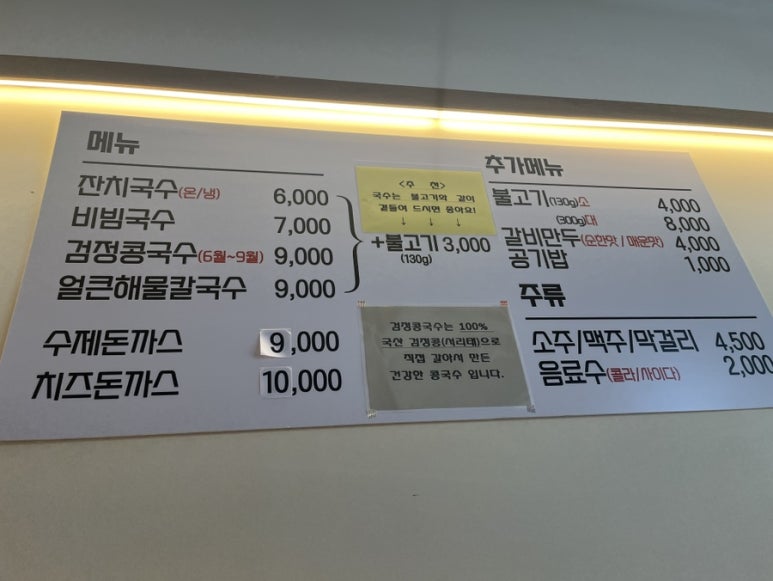 메뉴
잔치국수(온/냉) 6,000
비빔국수 7,000
검정콩국수(6월~9월) 9,000
얼큰해물칼국수 9,000
수제돈까스 9,000
치즈돈까스 10,000
<추 천>
국수는 불고기와 같이
곁들여 드시면 좋아요!
↓ ↓ ↓
+불고기 3,000
(130g)
검정콩국수는 100%
국산 검정콩(서리태)으로
직접 갈아서 만든
건강한 콩국수 입니다.
추가메뉴
불고기(130g)소 4,000
(300g)대 8,000
갈비만두(순한맛 / 매운맛) 4,000
공기밥 1,000
주류
소주/맥주/막걸리 4,500
음료수(콜라/사이다) 2,000